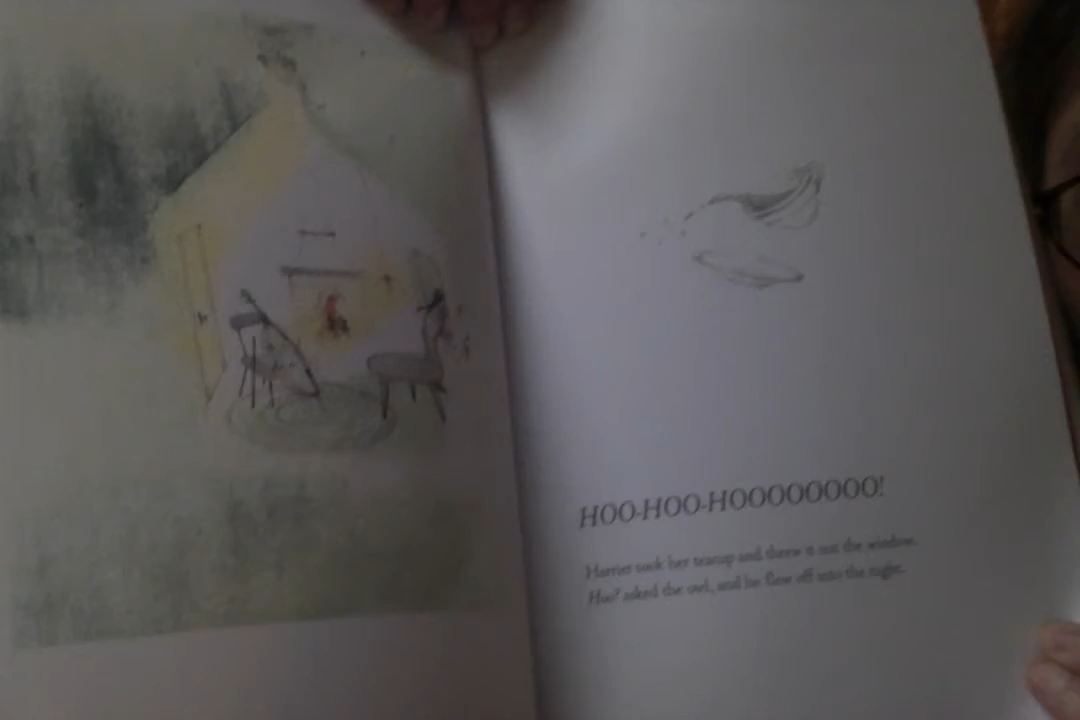 HOO-HOO-HOOOOOOOO!
Harriet took her teacup and threw it out the window.
Hoo? asked the owl, and he flew off into the night.